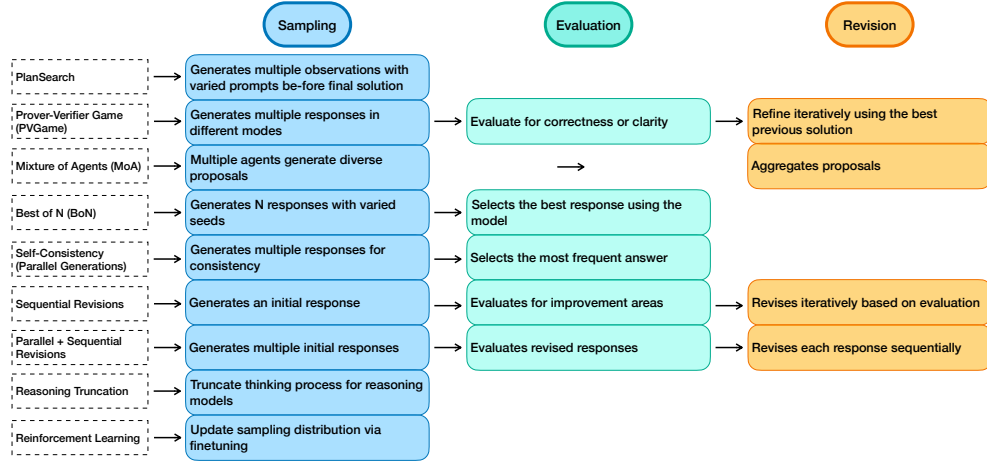 Sampling
Evaluation
Revision
PlanSearch
Generates multiple observations with
varied prompts be-fore final solution
Prover-Verifier Game
(PVGame)
Generates multiple responses in
different modes
Evaluate for correctness or clarity
Refine iteratively using the best
previous solution
Mixture of Agents (MoA)
Multiple agents generate diverse
proposals
Aggregates proposals
Best of N (BoN)
Generates N responses with varied
seeds
Selects the best response using the
model
Self-Consistency
(Parallel Generations)
Generates multiple responses for
consistency
Selects the most frequent answer
Sequential Revisions
Generates an initial response
Evaluates for improvement areas
Revises iteratively based on evaluation
Parallel + Sequential
Revisions
Generates multiple initial responses
Evaluates revised responses
Revises each response sequentially
Reasoning Truncation
Truncate thinking process for reasoning
models
Reinforcement Learning
Update sampling distribution via
finetuning